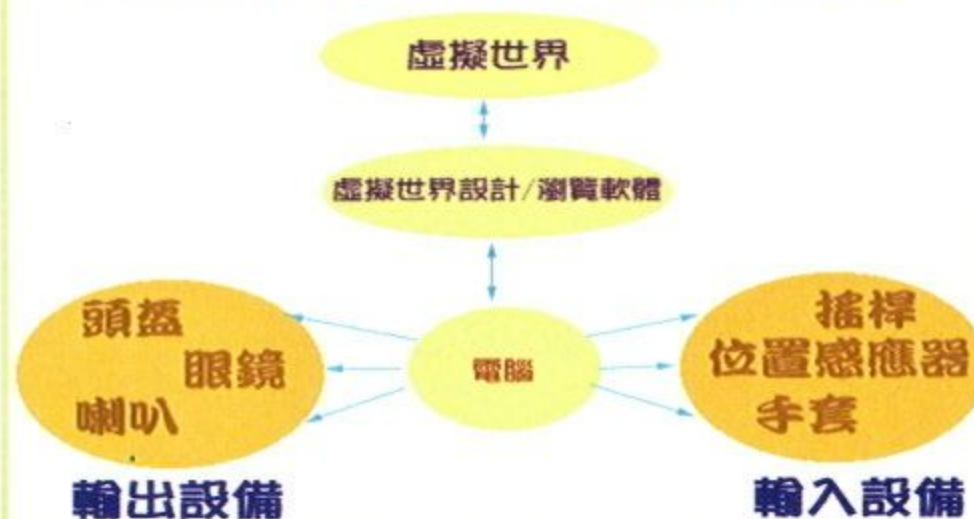 虛擬世界
虛擬世界設計/瀏覽軟體
頭盔
眼鏡
喇叭
輸出設備
電腦
搖桿
位置感應器
手套
輸入設備